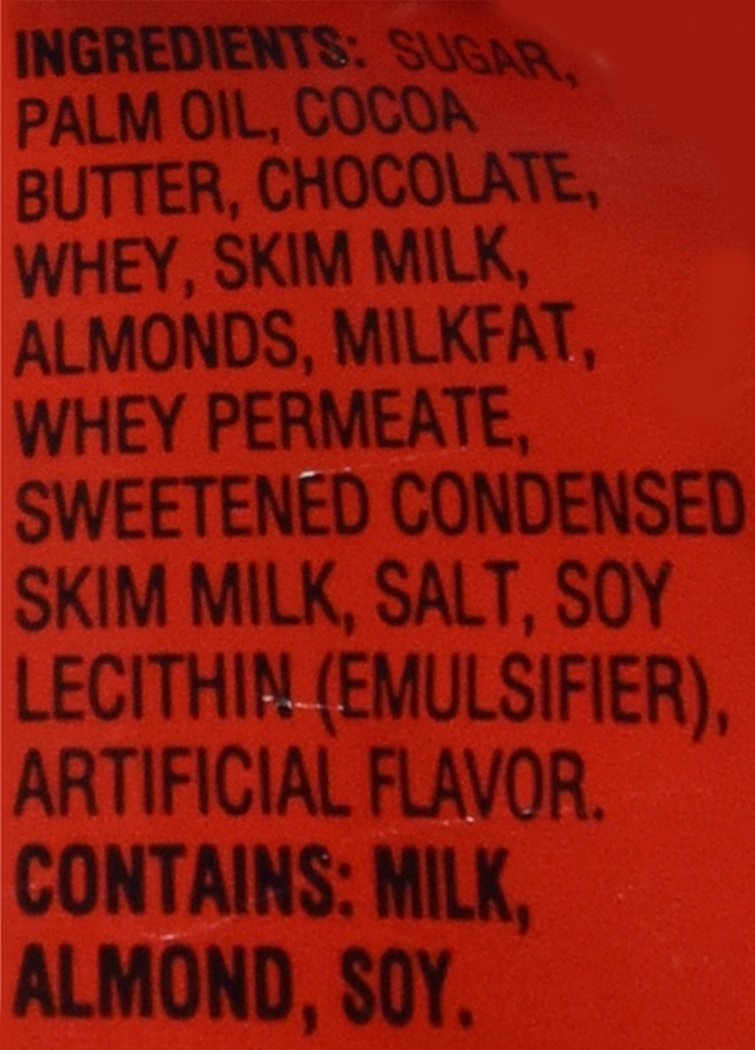 INGREDIENTS: SUGAR,
PALM OIL, COCOA
BUTTER, CHOCOLATE,
WHEY, SKIM MILK,
ALMONDS, MILKFAT,
WHEY PERMEATE,
SWEETENED CONDENSED
SKIM MILK, SALT, SOY
LECITHIN (EMULSIFIER),
ARTIFICIAL FLAVOR.
CONTAINS: MILK,
ALMOND, SOY.